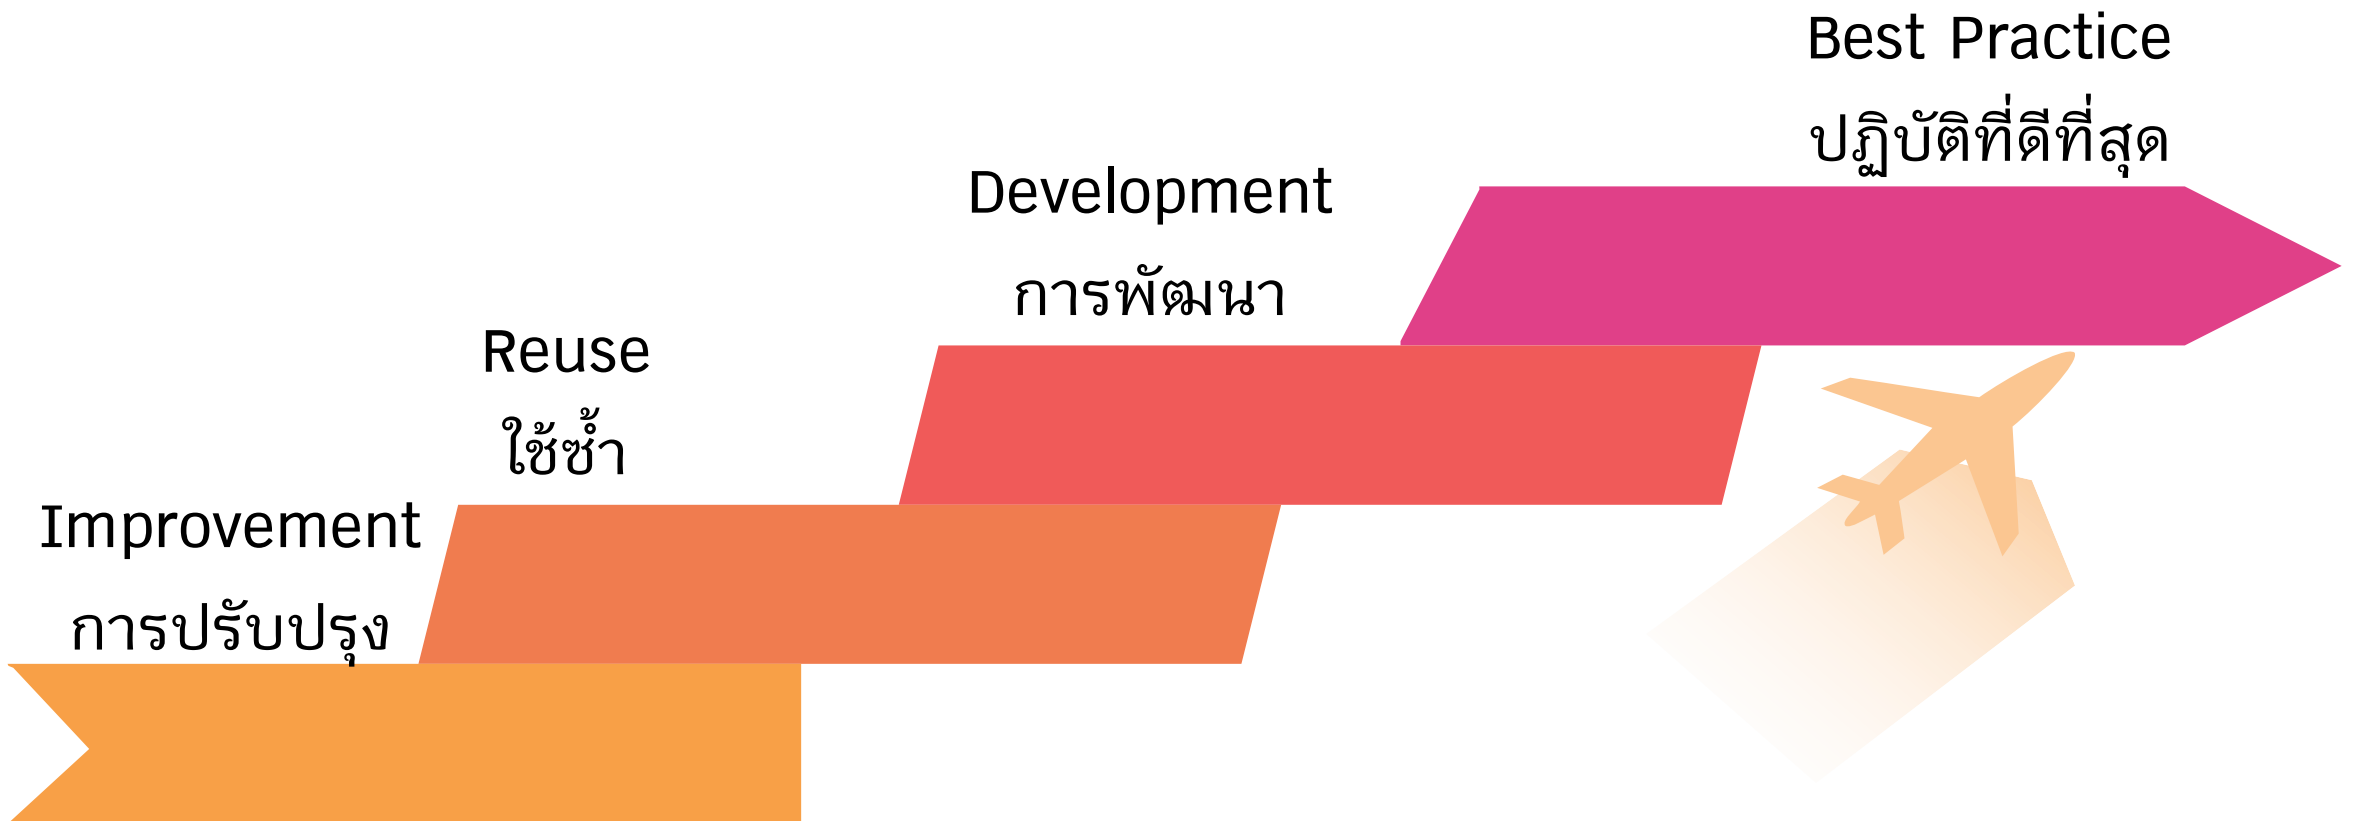 Best Practice
ปฏิบัติที่ดีที่สุด
Development
การพัฒนา
Reuse
ใช้ซ้ำ
Improvement
การปรับปรุง